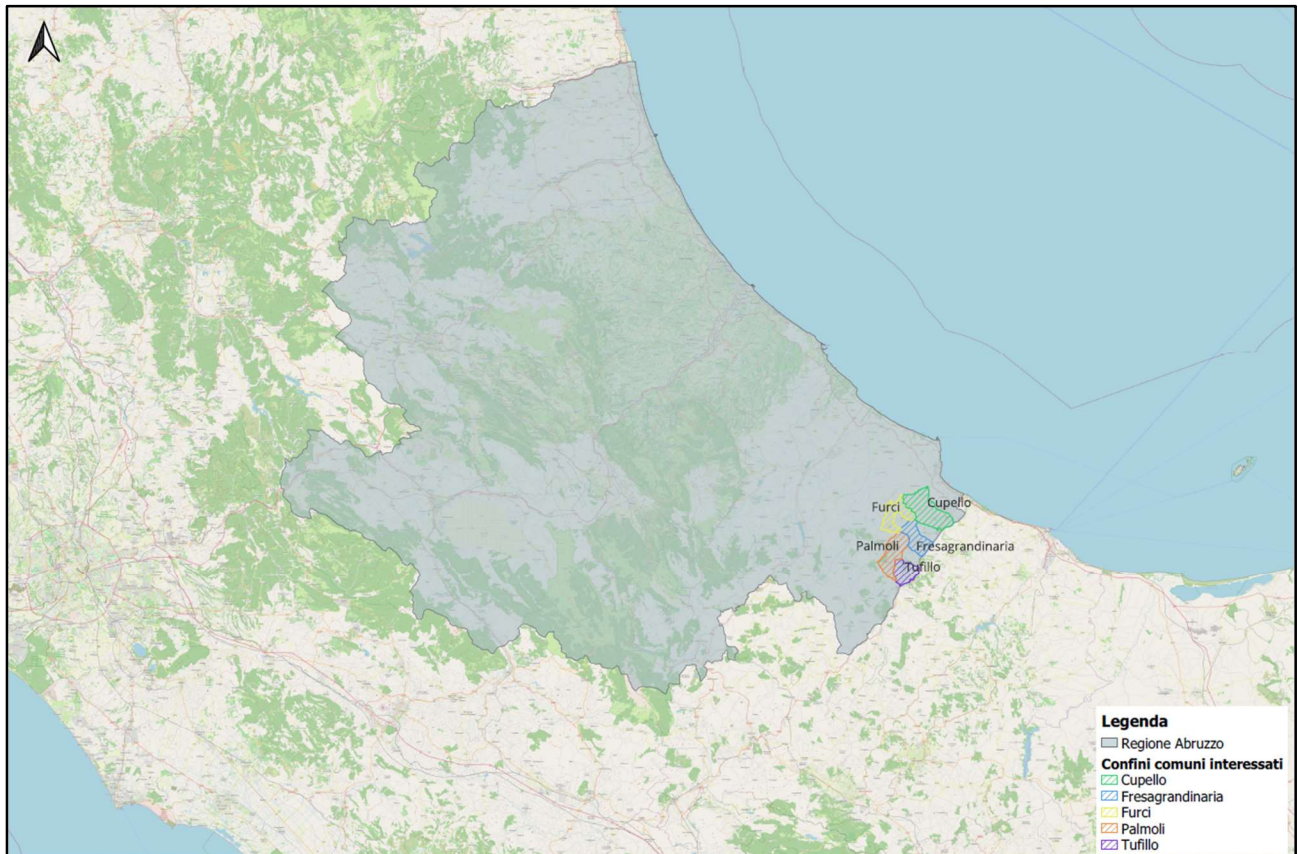 Furci
Cupello
Palmoli
Fresagrandinaria
Tufillo
Legenda
Regione Abruzzo
Confini comuni interessati
Cupello
Fresagrandinaria
Furci
Palmoli
Tufillo